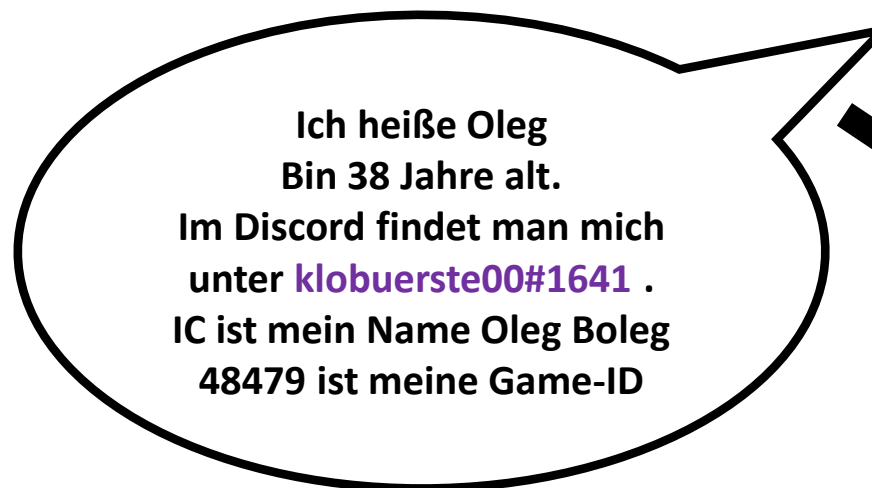 Ich heiße Oleg
Bin 38 Jahre alt.
Im Discord findet man mich
unter klobuerste00#1641 .
IC ist mein Name Oleg Boleg
48479 ist meine Game-ID